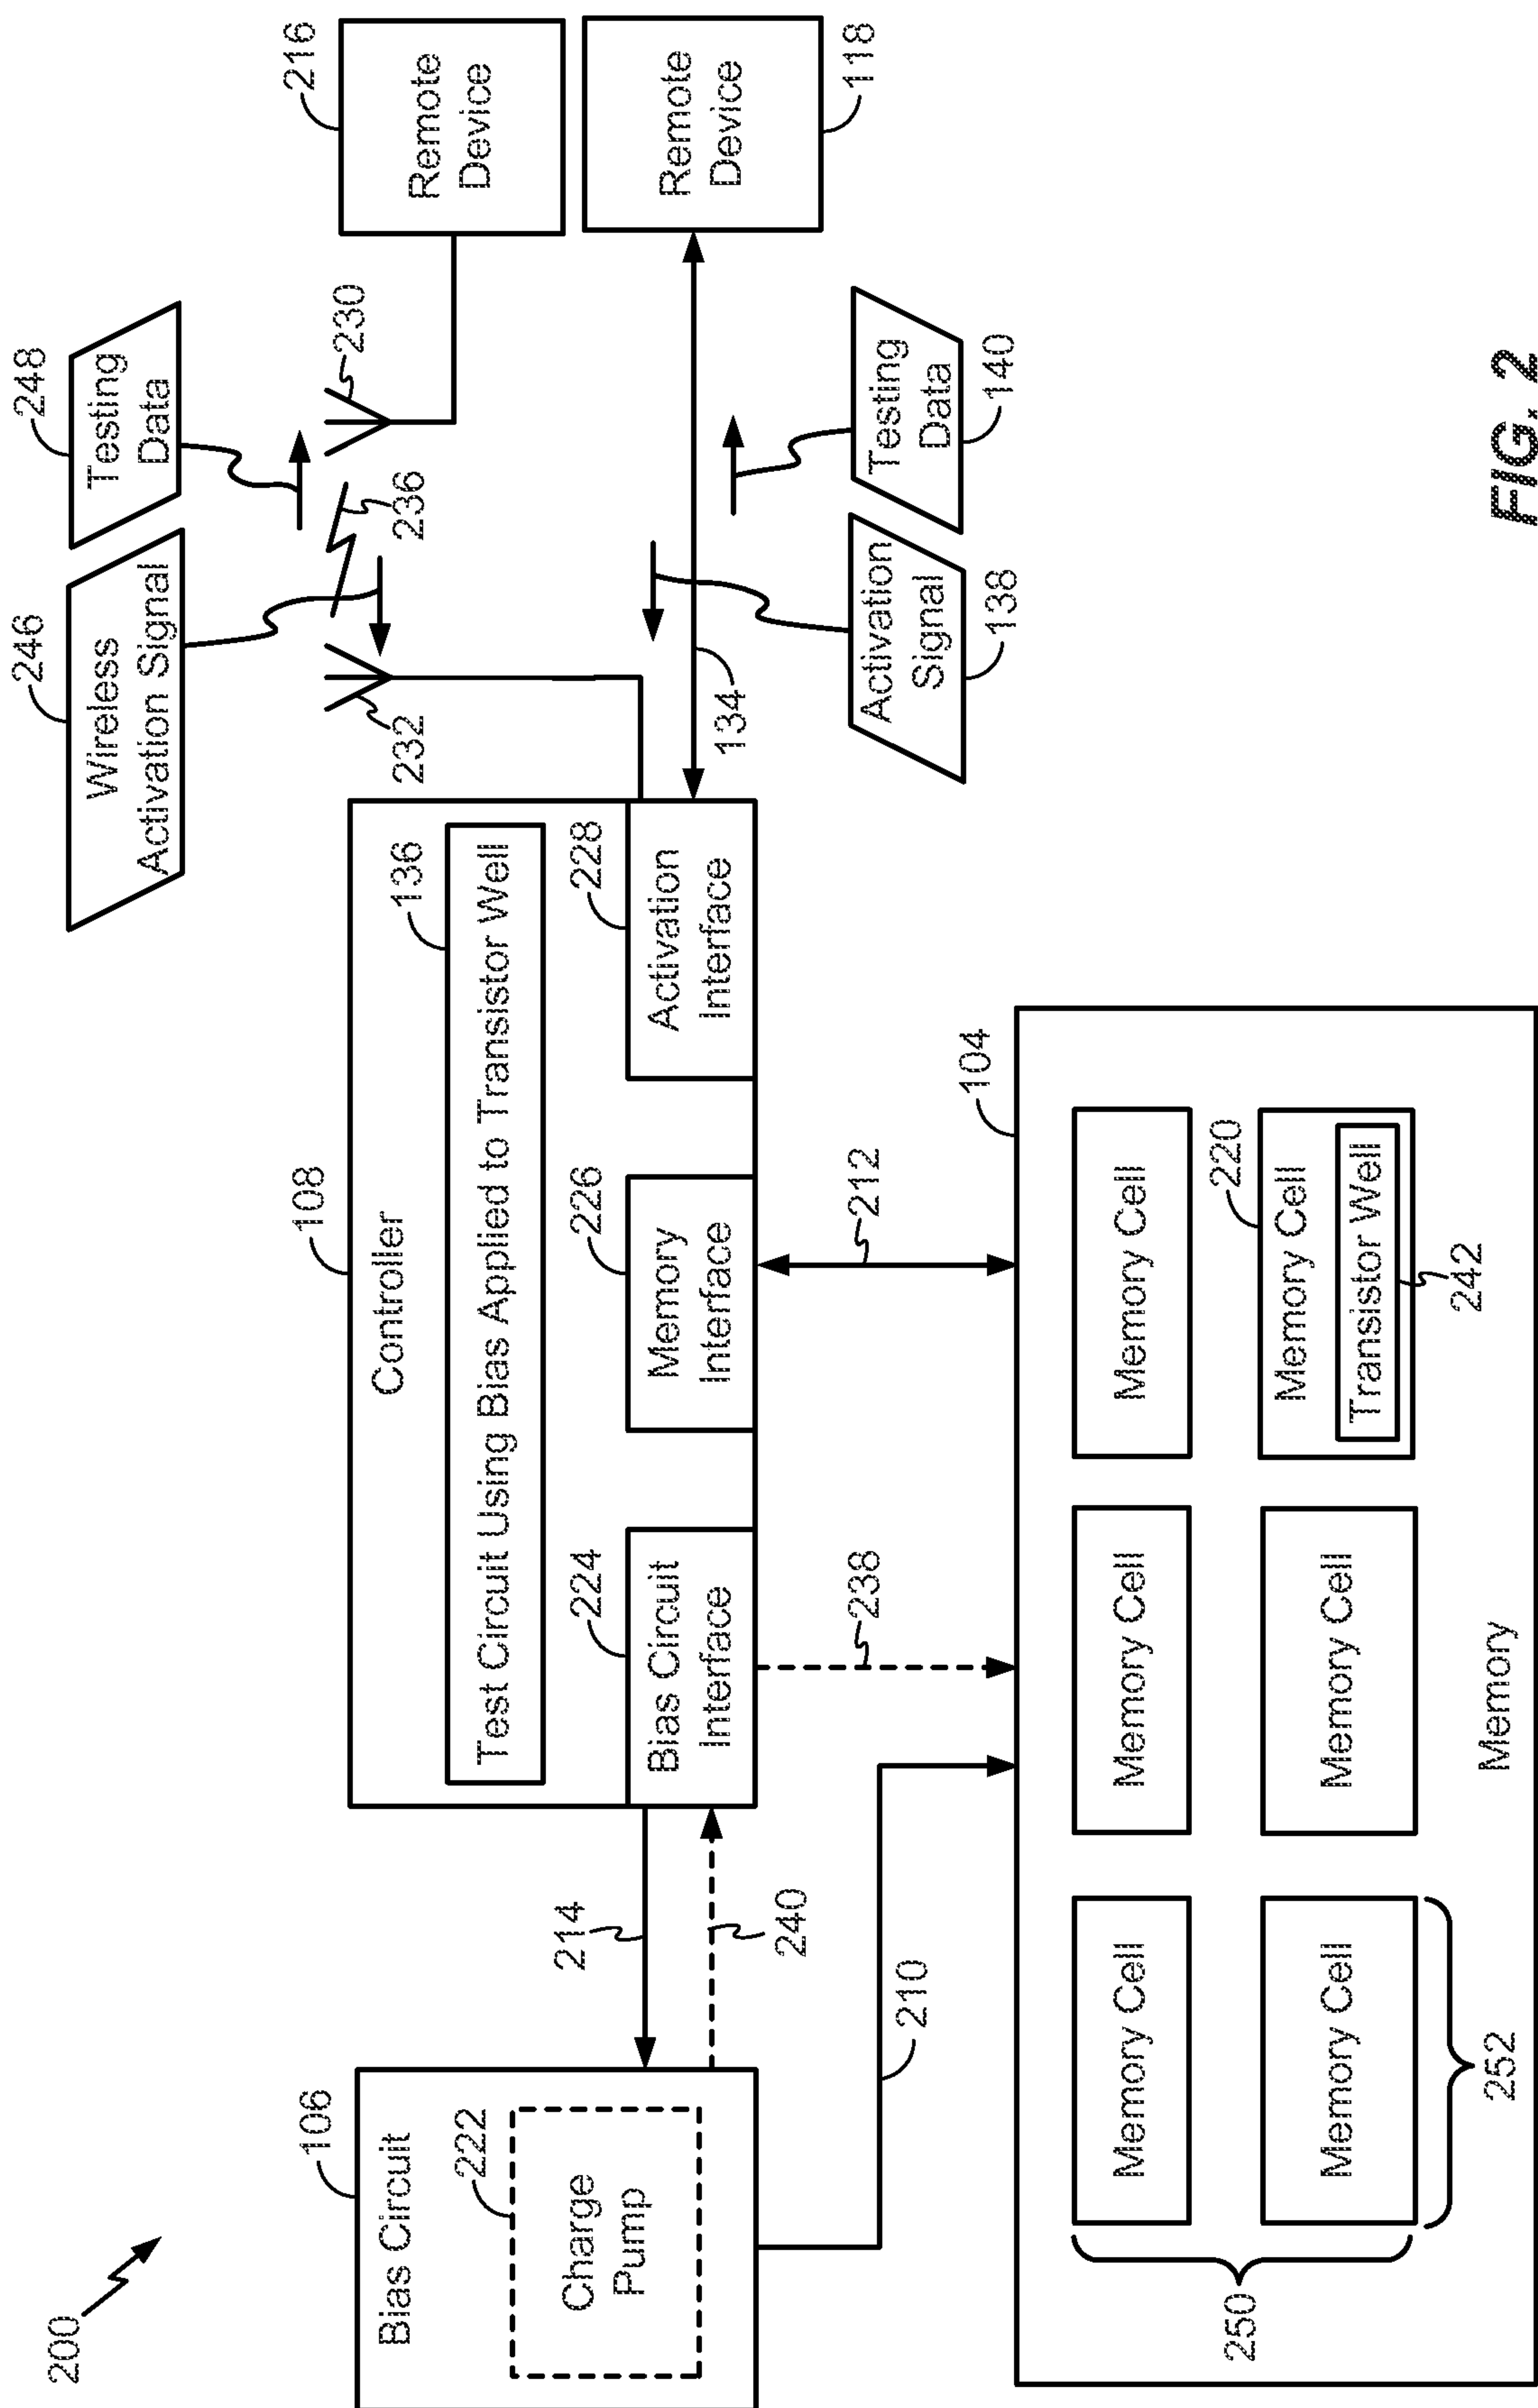 200
106
Bias Circuit
222
Charge
Pump
214
240
210
108
Controller
136
Test Circuit Using Bias Applied to Transistor Well
224
Bias Circuit
Interface
226
Memory
Interface
228
Activation
Interface
238
212
246
Wireless
Activation Signal
248
Testing
Data
232
236
230
216
Remote
Device
134
118
Remote
Device
Activation
Signal
138
Testing
Data
140
104
Memory Cell
Memory Cell
Memory Cell
220
Memory Cell
Memory Cell
Memory Cell
Transistor Well
242
250
252
Memory
FIG. 2